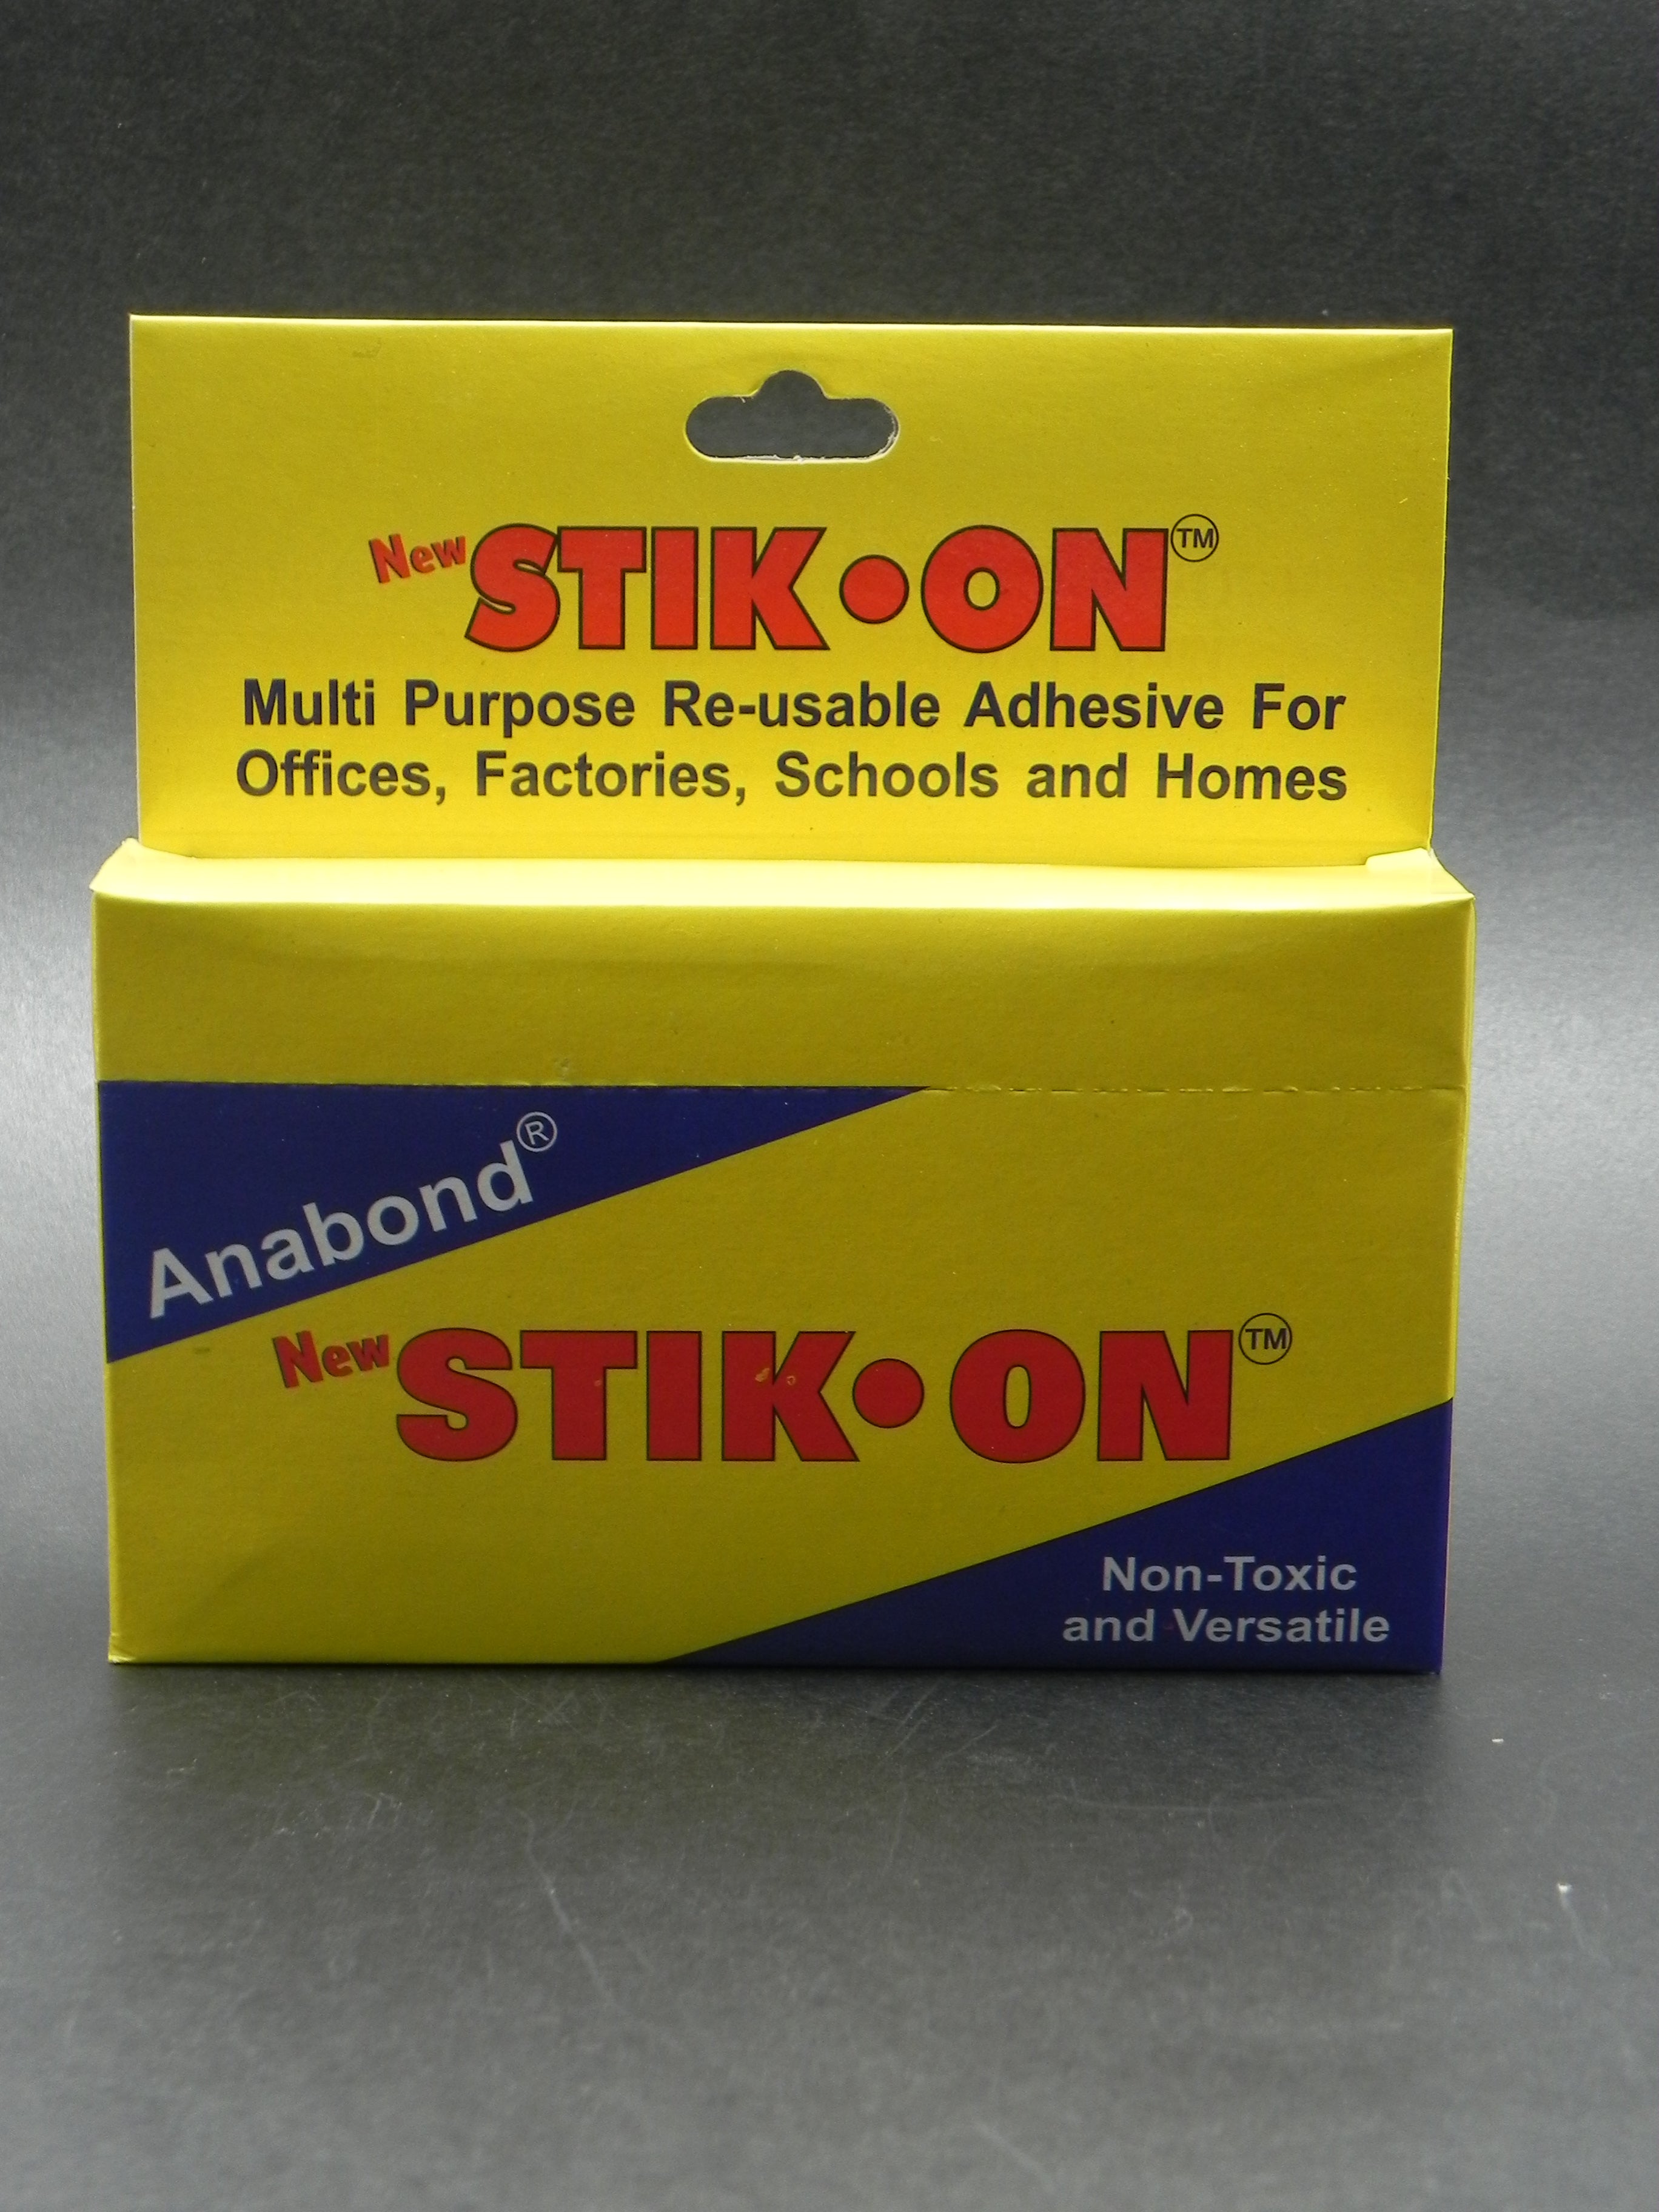 New STIK•ON™
Multi Purpose Re-usable Adhesive For
Offices, Factories, Schools and Homes
Anabond®
New STIK•ON™
Non-Toxic
and Versatile